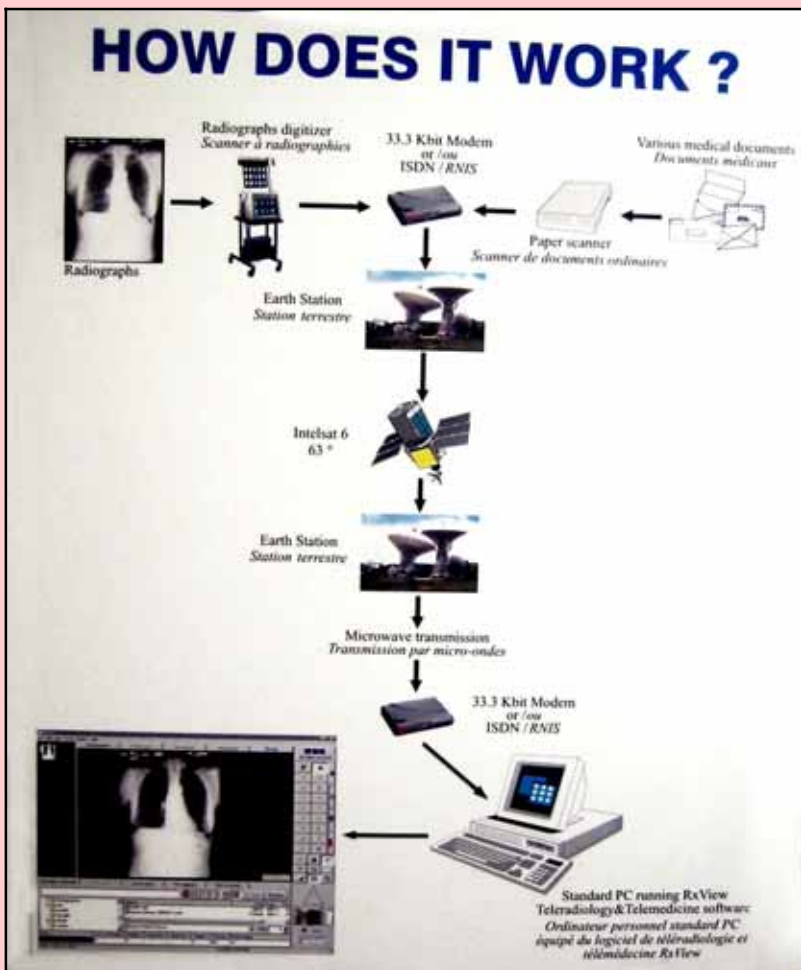 HOW DOES IT WORK ?
Radiographs digitizer
Scanner à radiographies
33.3 Kbit Modem
or /ou
ISDN / RNIS
Various medical documents
Documents médicaux
Radiographs
Paper scanner
Scanner de documents ordinaires
Earth Station
Station terrestre
Intelsat 6
63 °
Earth Station
Station terrestre
Microwave transmission
Transmission par micro-ondes
33.3 Kbit Modem
or /ou
ISDN / RNIS
Standard PC running RxView
Teleradiology&Telemedicine software
Ordinateur personnel standard PC
équipé du logiciel de téléradiologie et
télémédecine RxView